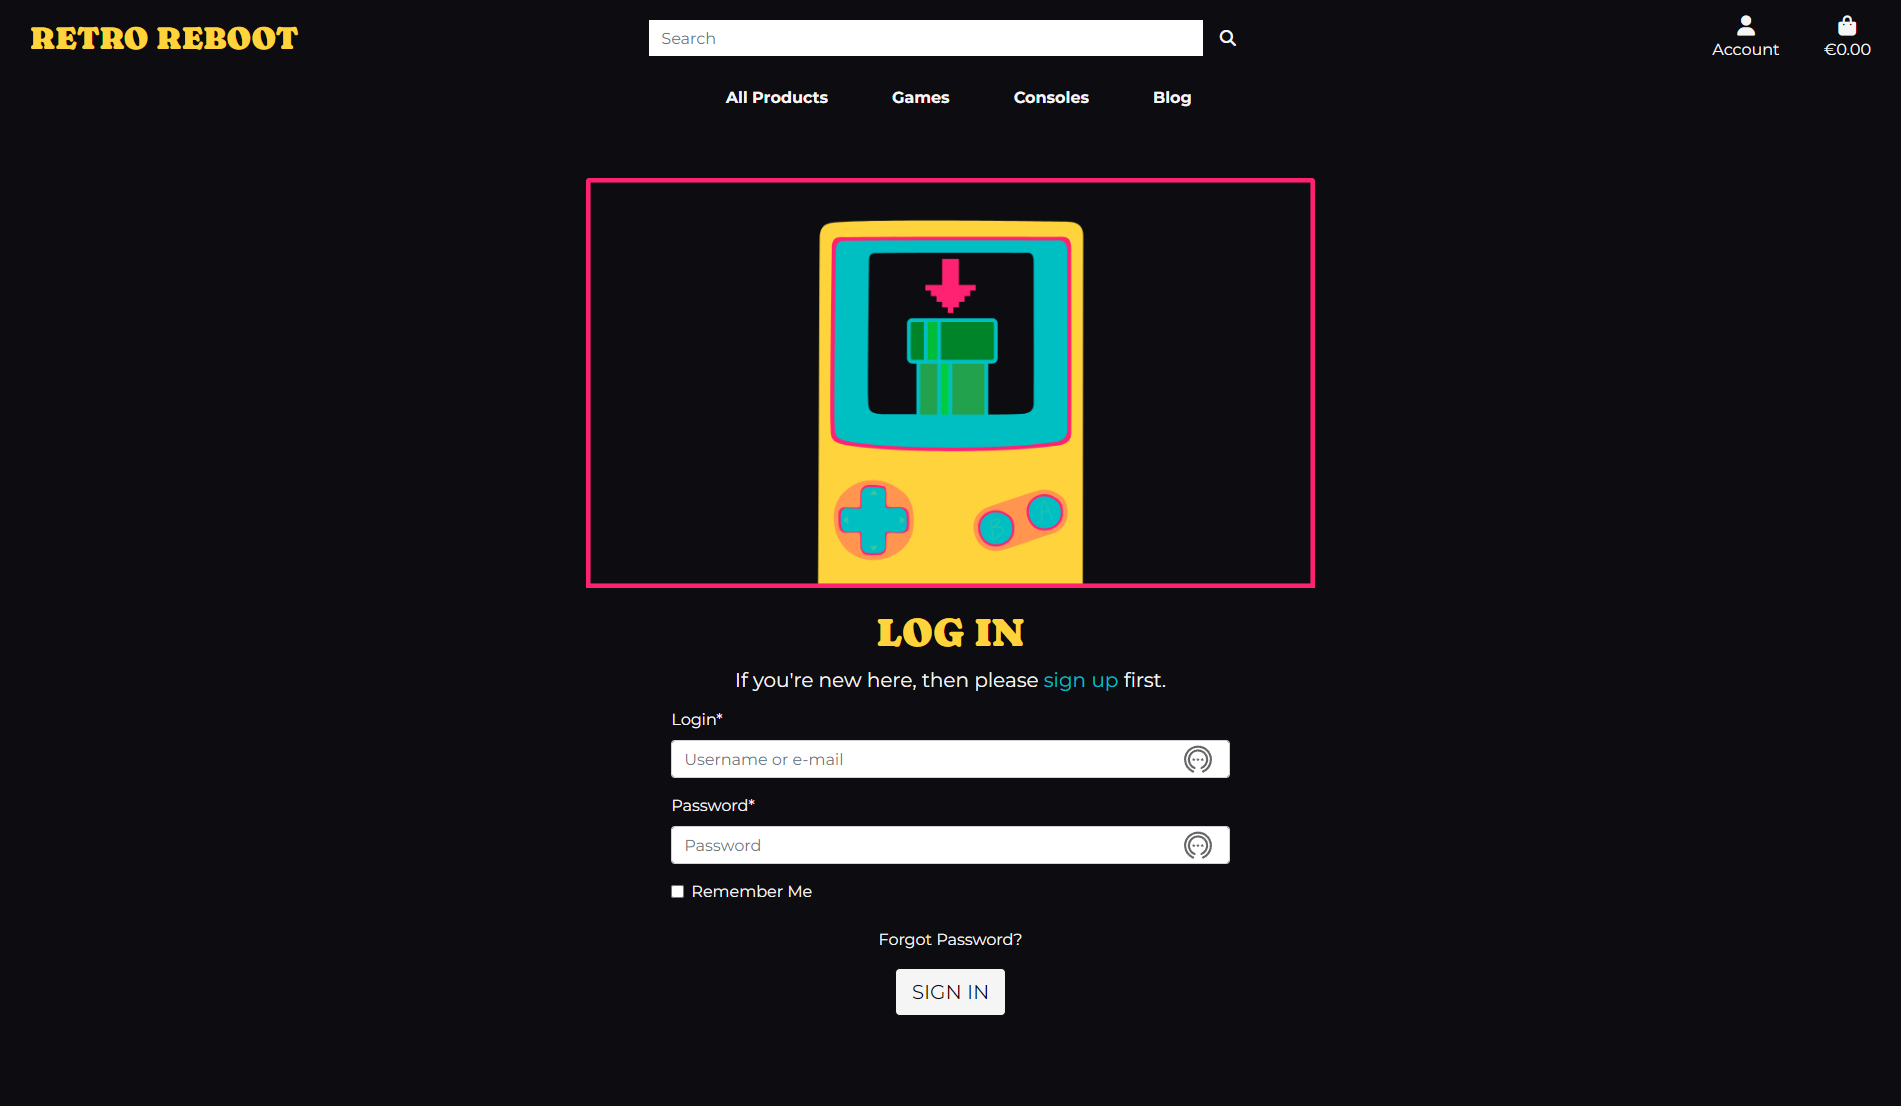 RETRO REBOOT
Search
Account
€0.00
All Products
Games
Consoles
Blog
B
A
LOG IN
If you're new here, then please sign up first.
Login*
Username or e-mail
Password*
Password
Remember Me
Forgot Password?
SIGN IN